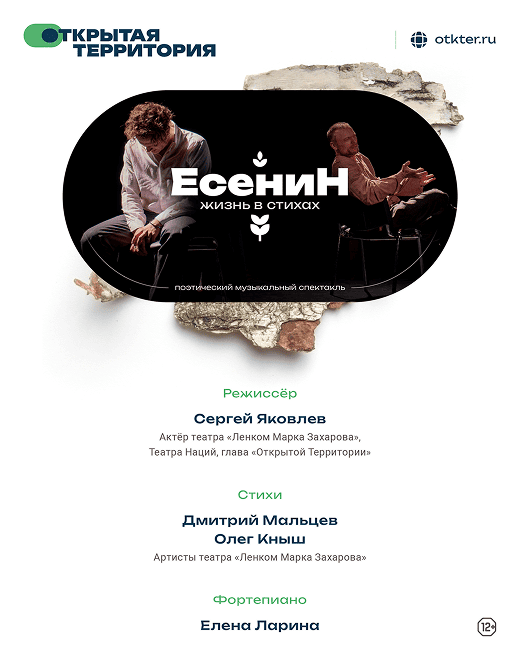 ОТКРЫТАЯ
ТЕРРИТОРИЯ
otkter.ru
ЕсениН
жизнь в стихах
поэтический музыкальный спектакль
Режиссёр
Сергей Яковлев
Актёр театра «Ленком Марка Захарова»,
Театра Наций, глава «Открытой Территории»
Стихи
Дмитрий Мальцев
Олег Кныш
Артисты театра «Ленком Марка Захарова»
Фортепиано
Елена Ларина
12+